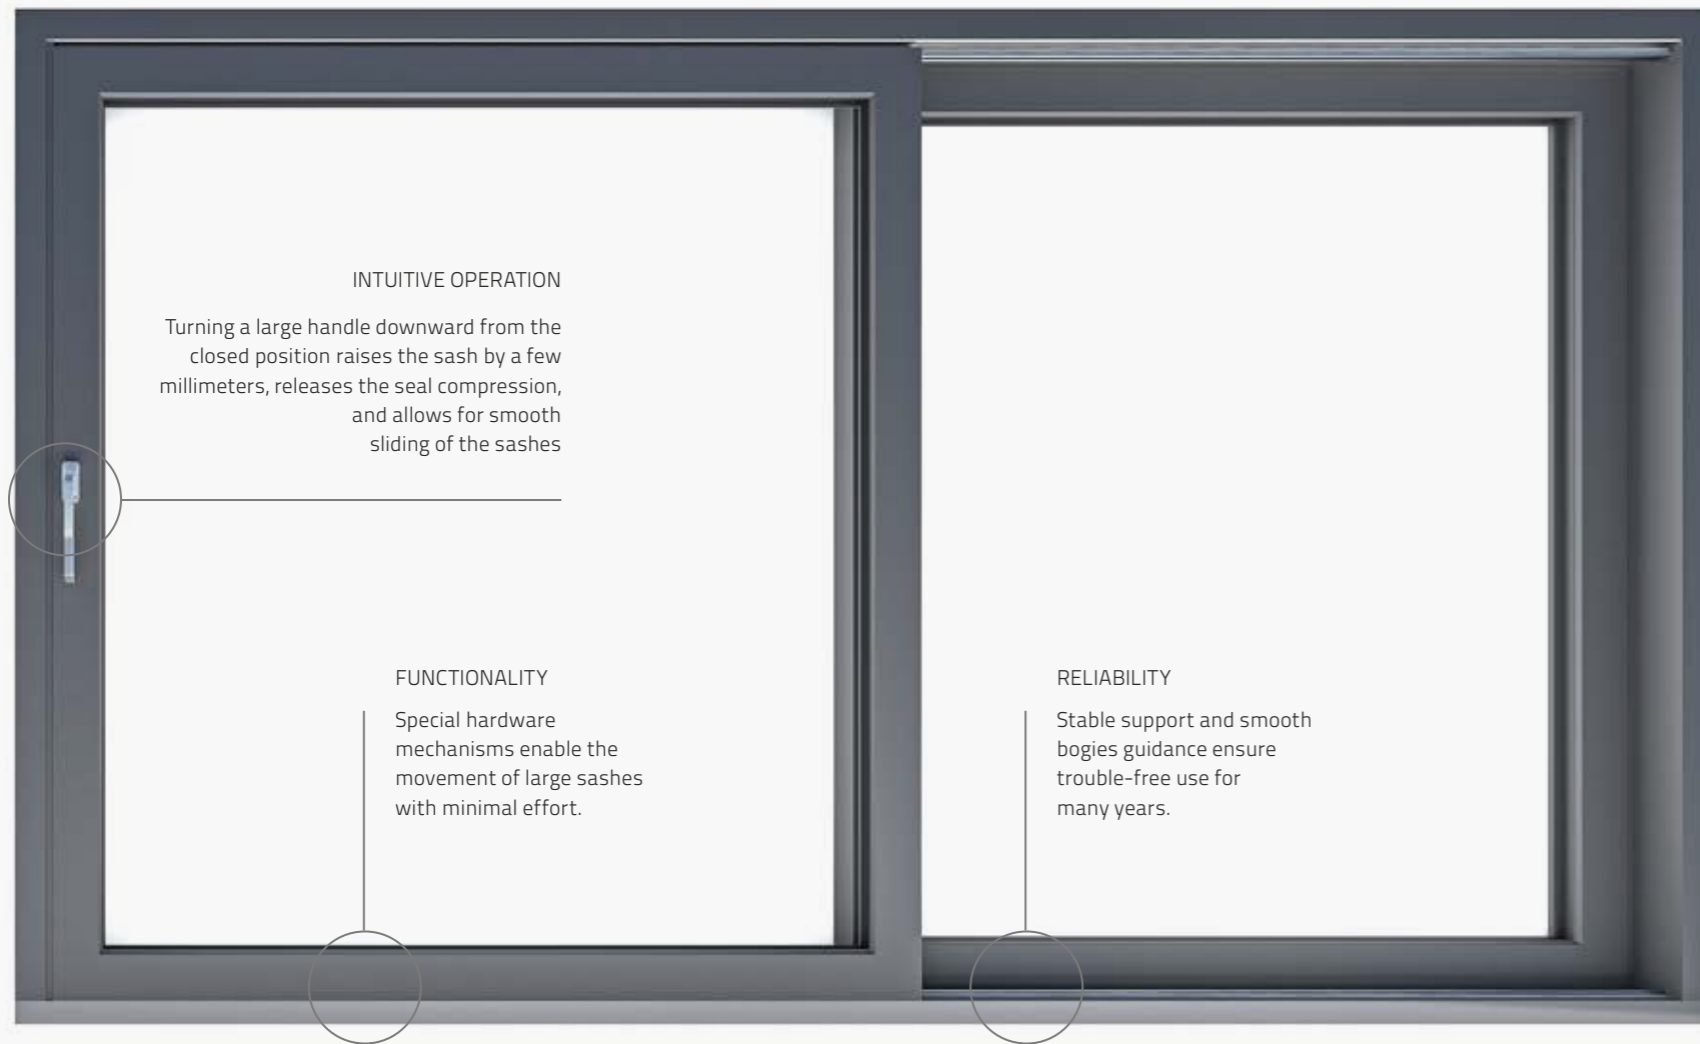 INTUITIVE OPERATION
Turning a large handle downward from the
closed position raises the sash by a few
millimeters, releases the seal compression,
and allows for smooth
sliding of the sashes
FUNCTIONALITY
Special hardware
mechanisms enable the
movement of large sashes
with minimal effort.
RELIABILITY
Stable support and smooth
bogies guidance ensure
trouble-free use for
many years.